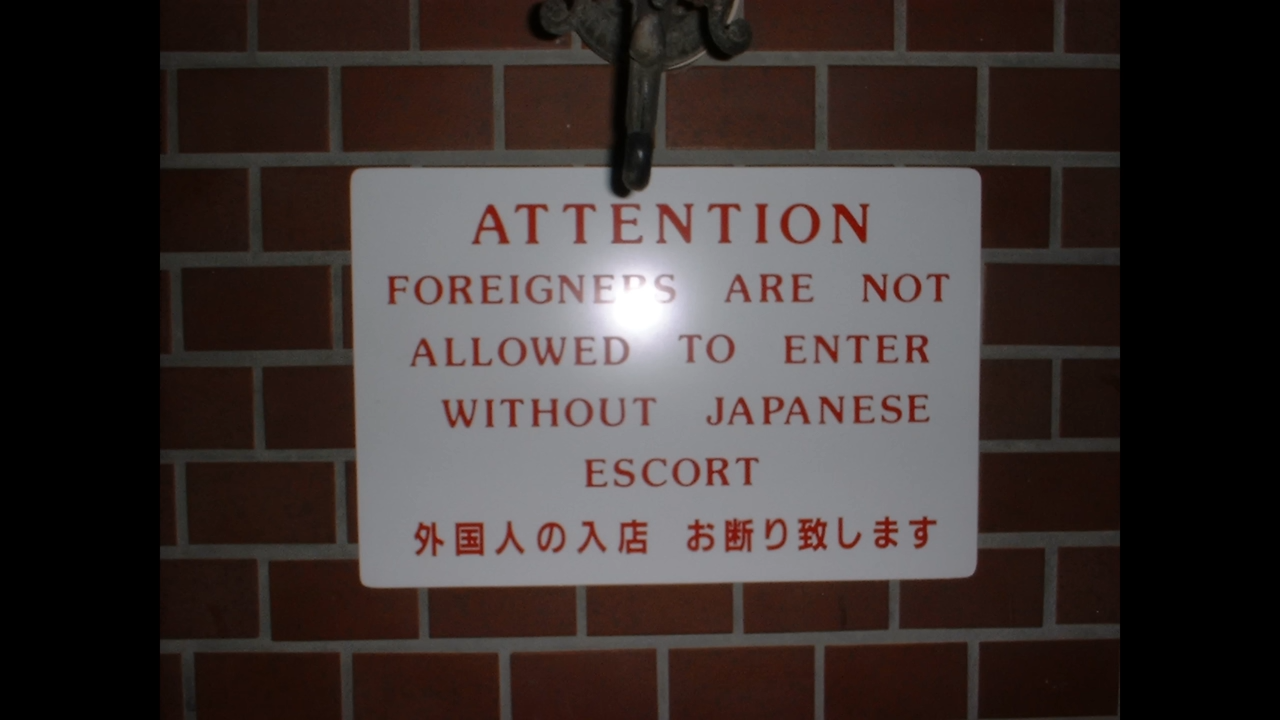 ATTENTION
FOREIGNERS ARE NOT
ALLOWED TO ENTER
WITHOUT JAPANESE
ESCORT
外国人の入店 お断り致します